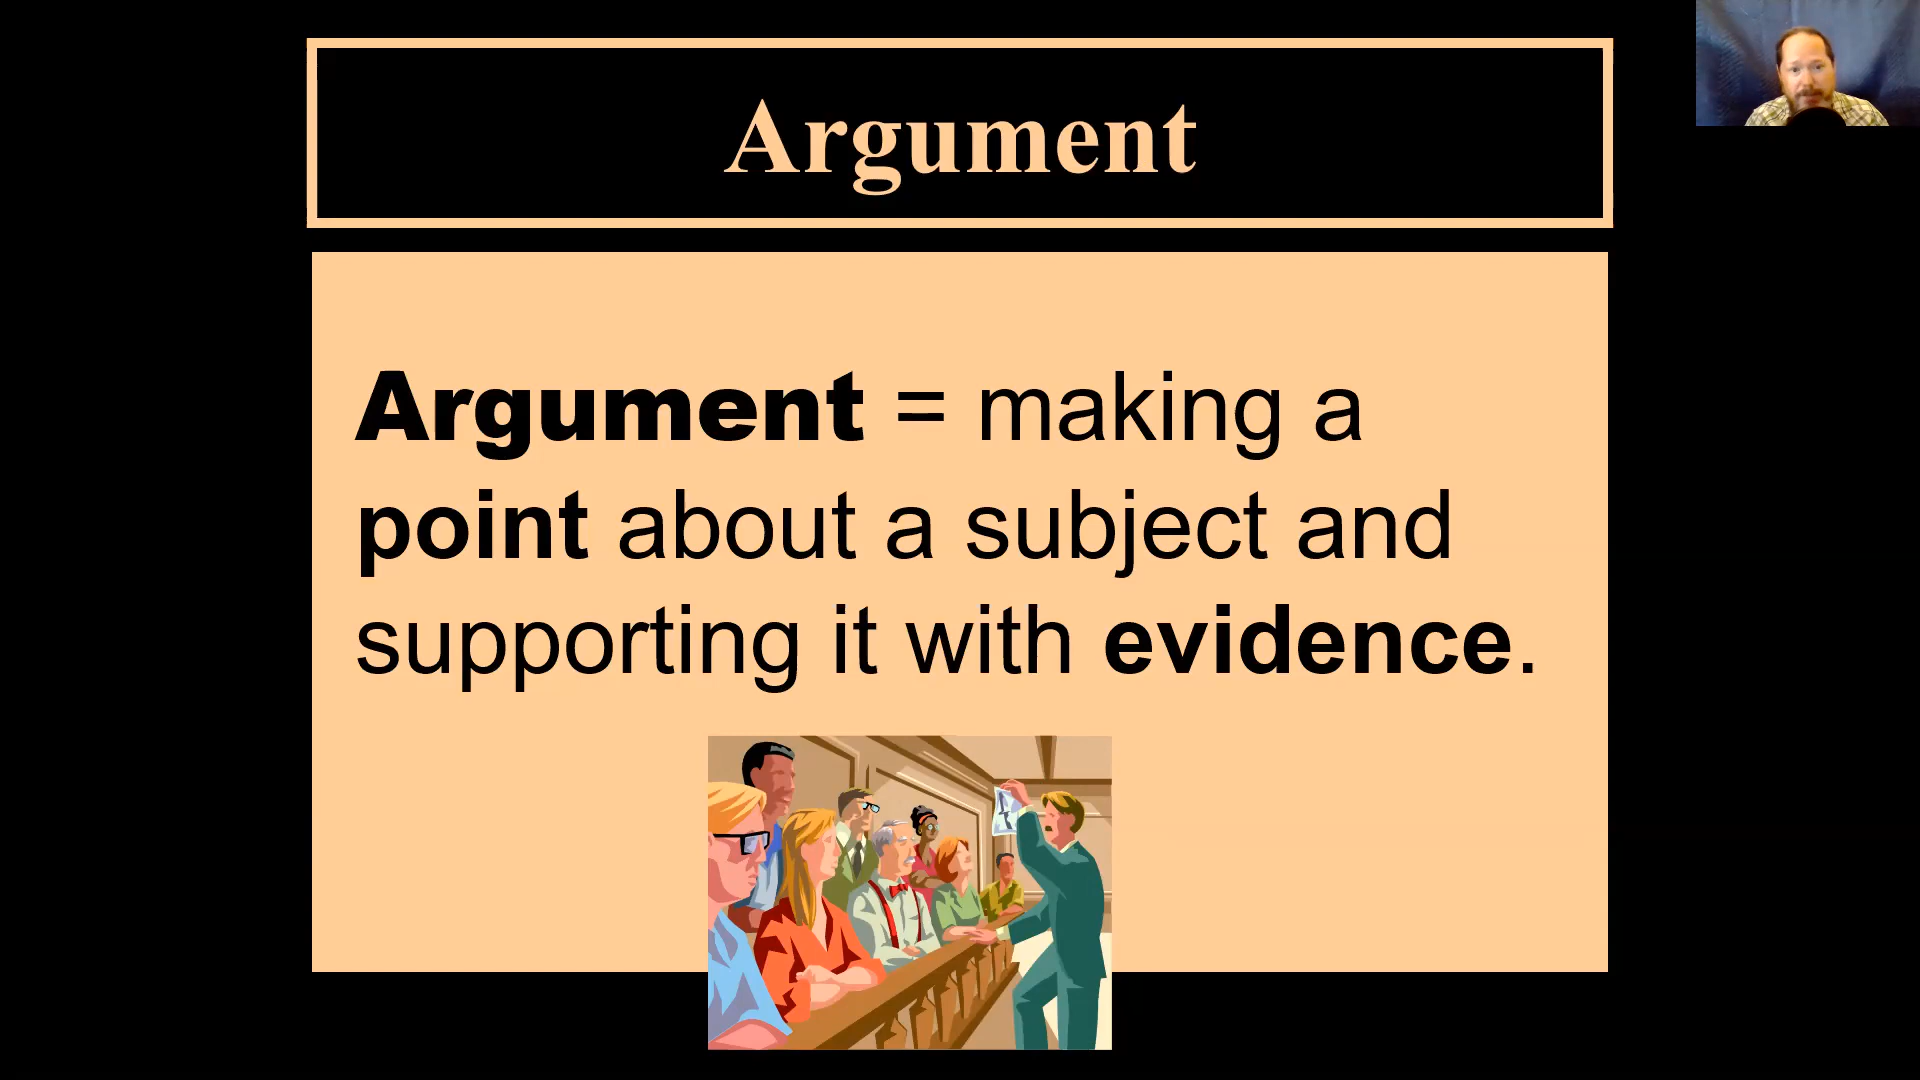 Argument
Argument = making a
point about a subject and
supporting it with evidence.